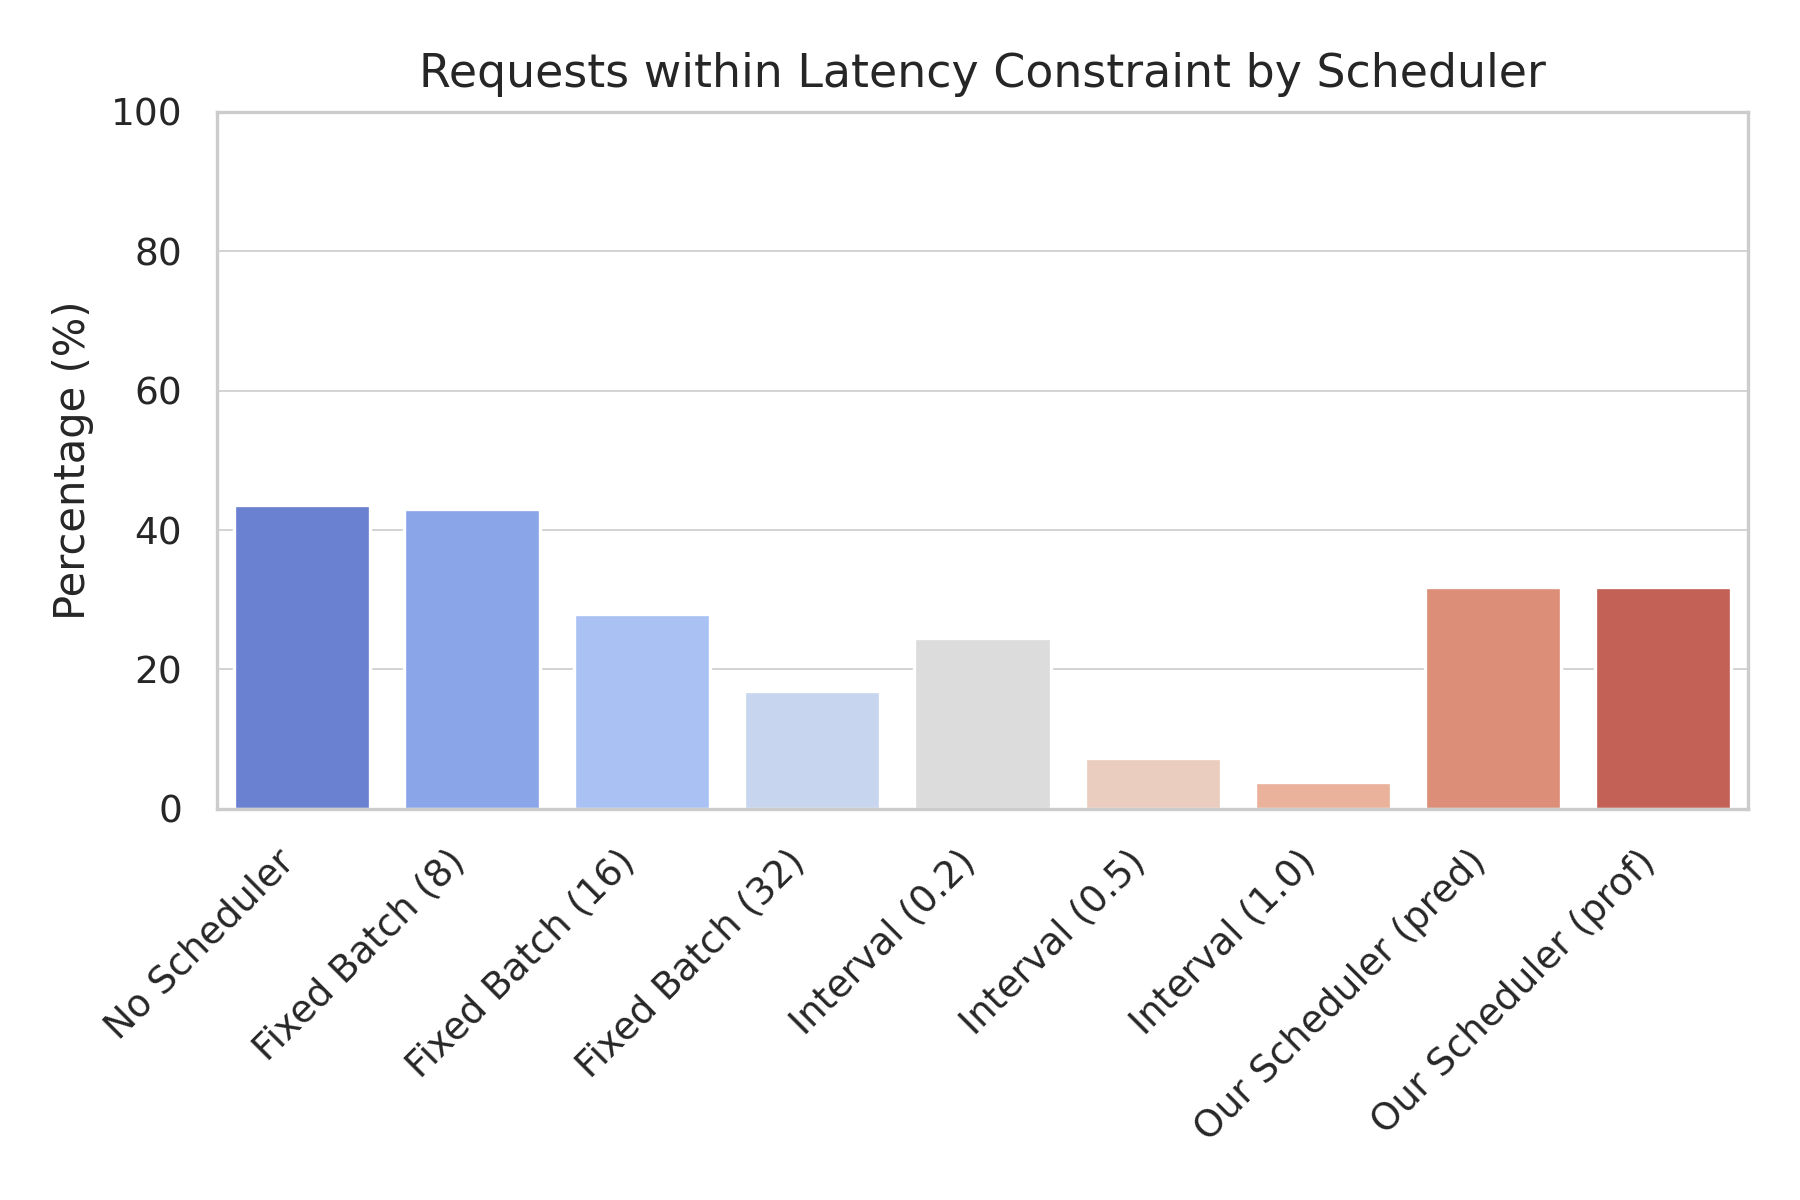 Requests within Latency Constraint by Scheduler
Percentage (%)
100
80
60
40
20
0
No Scheduler
Fixed Batch (8)
Fixed Batch (16)
Fixed Batch (32)
Interval (0.2)
Interval (0.5)
Interval (1.0)
Our Scheduler (pred)
Our Scheduler (prof)